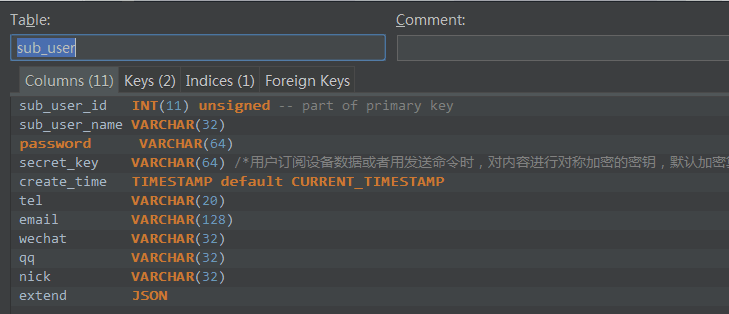 Table:
Comment:
sub_user
Columns (11) Keys (2) Indices (1) Foreign Keys
sub_user_id INT(11) unsigned -- part of primary key
sub_user_name VARCHAR(32)
password VARCHAR(64)
secret_key VARCHAR(64) /*用户订阅设备数据或者用发送命令时，对内容进行对称加密的密钥，默认加密
create_time TIMESTAMP default CURRENT_TIMESTAMP
tel VARCHAR(20)
email VARCHAR(128)
wechat VARCHAR(32)
qq VARCHAR(32)
nick VARCHAR(32)
extend JSON